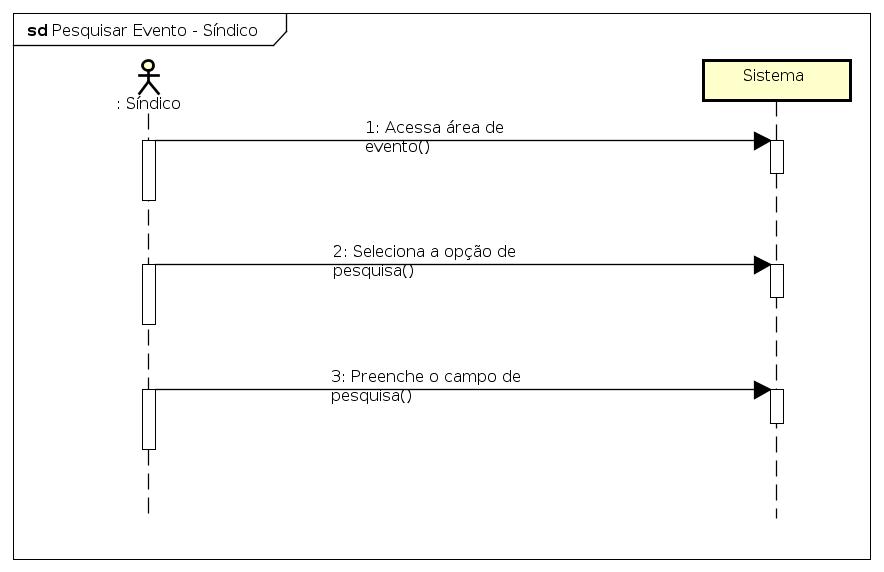 sd Pesquisar Evento - Síndico
: Síndico
Sistema
1: Acessa área de
evento()
2: Seleciona a opção de
pesquisa()
3: Preenche o campo de
pesquisa()